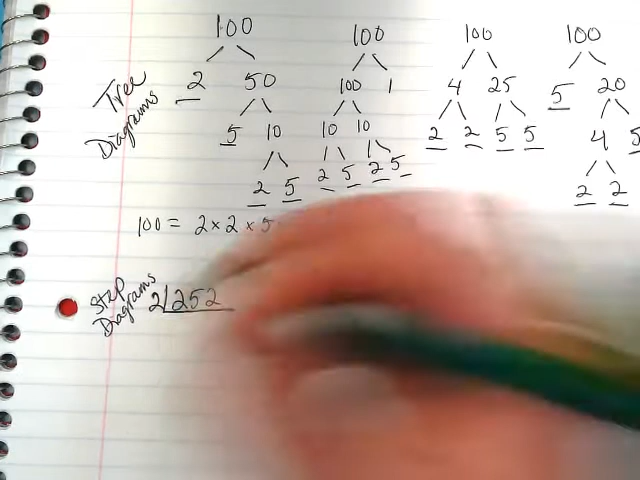 100 100 100 100
Tree Diagrams
2 50 100 1 4 25 5 20
5 10 10 10 2 2 5 5 4 5
2 5 2 5 2 5 2 2
100 = 2 × 2 × 5
Step Diagrams
2 252